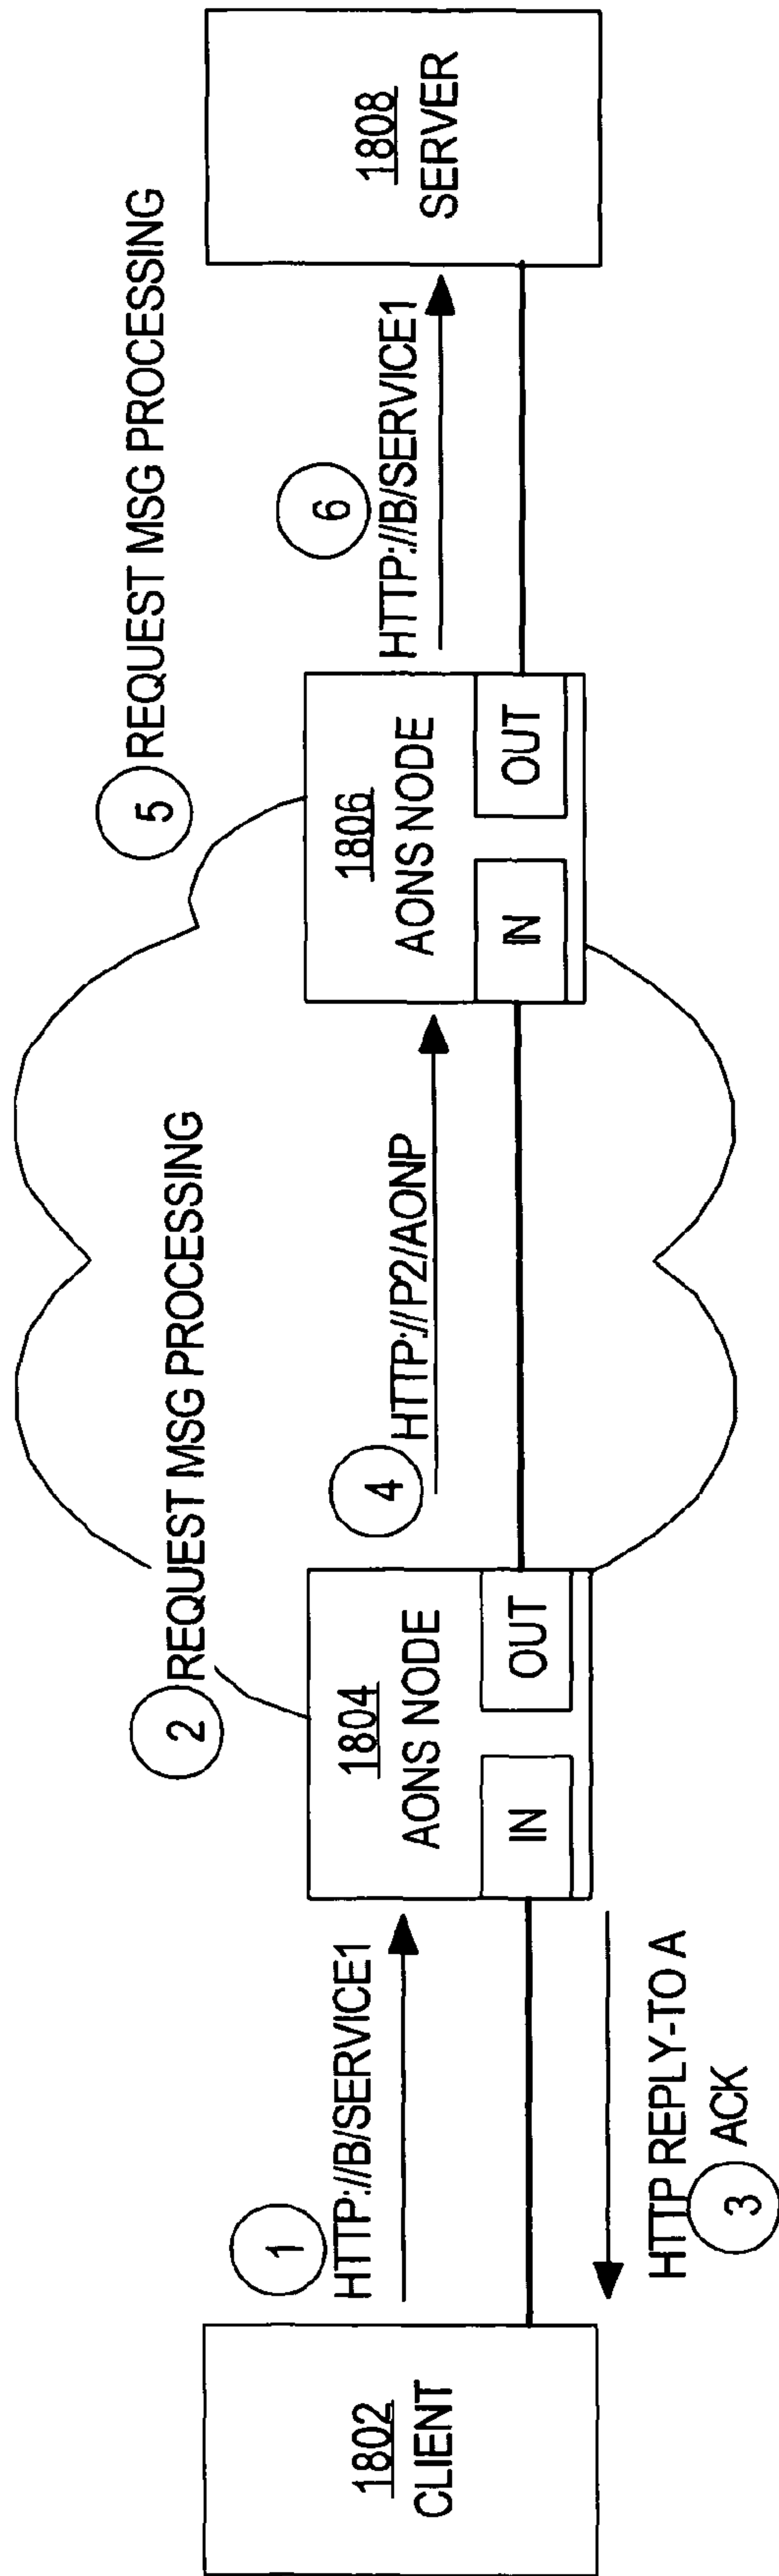 1802
CLIENT
1
HTTP://B/SERVICE1
HTTP REPLY-TO A
3
ACK
2
REQUEST MSG PROCESSING
1804
AONS NODE
IN
OUT
4
HTTP://P2/AONP
5
REQUEST MSG PROCESSING
1806
AONS NODE
IN
OUT
6
HTTP://B/SERVICE1
1808
SERVER